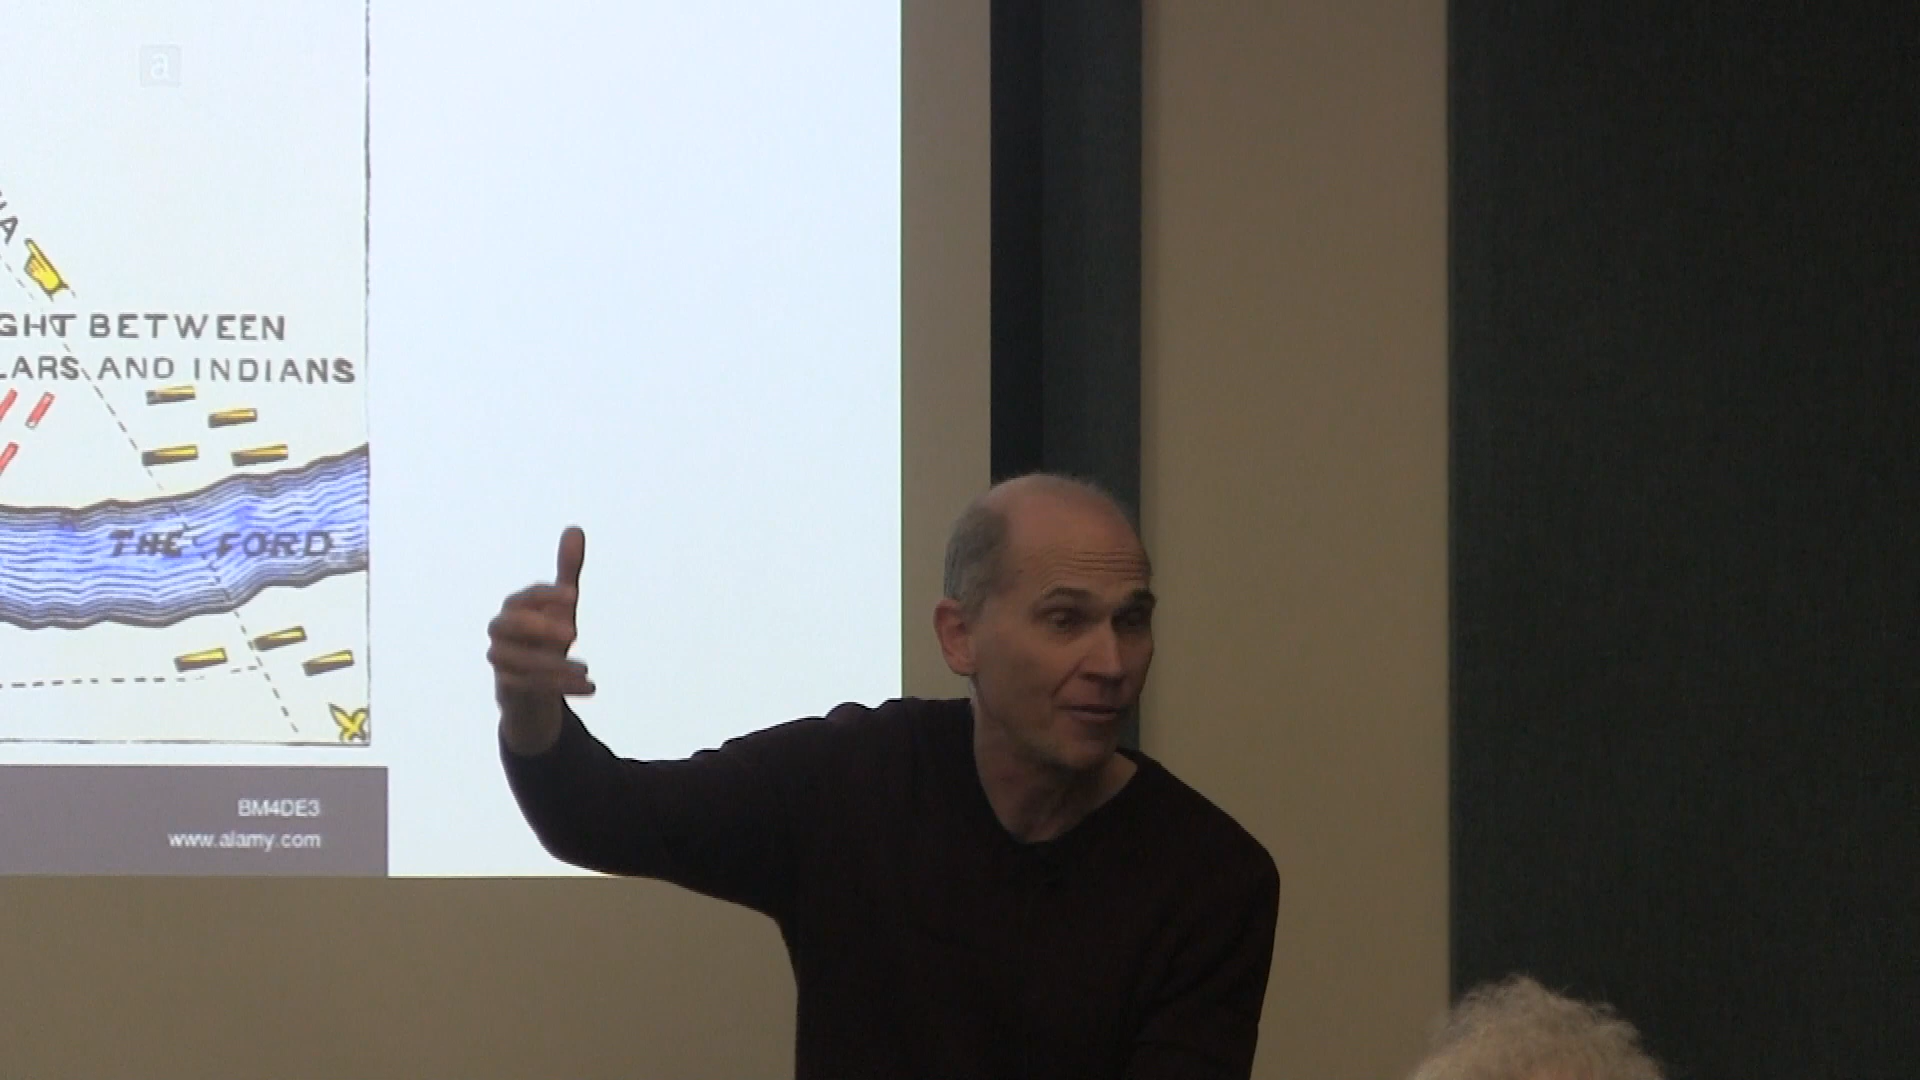 a
GHT BETWEEN
LARS AND INDIANS
THE FORD
BM4DE3
www.alamy.com